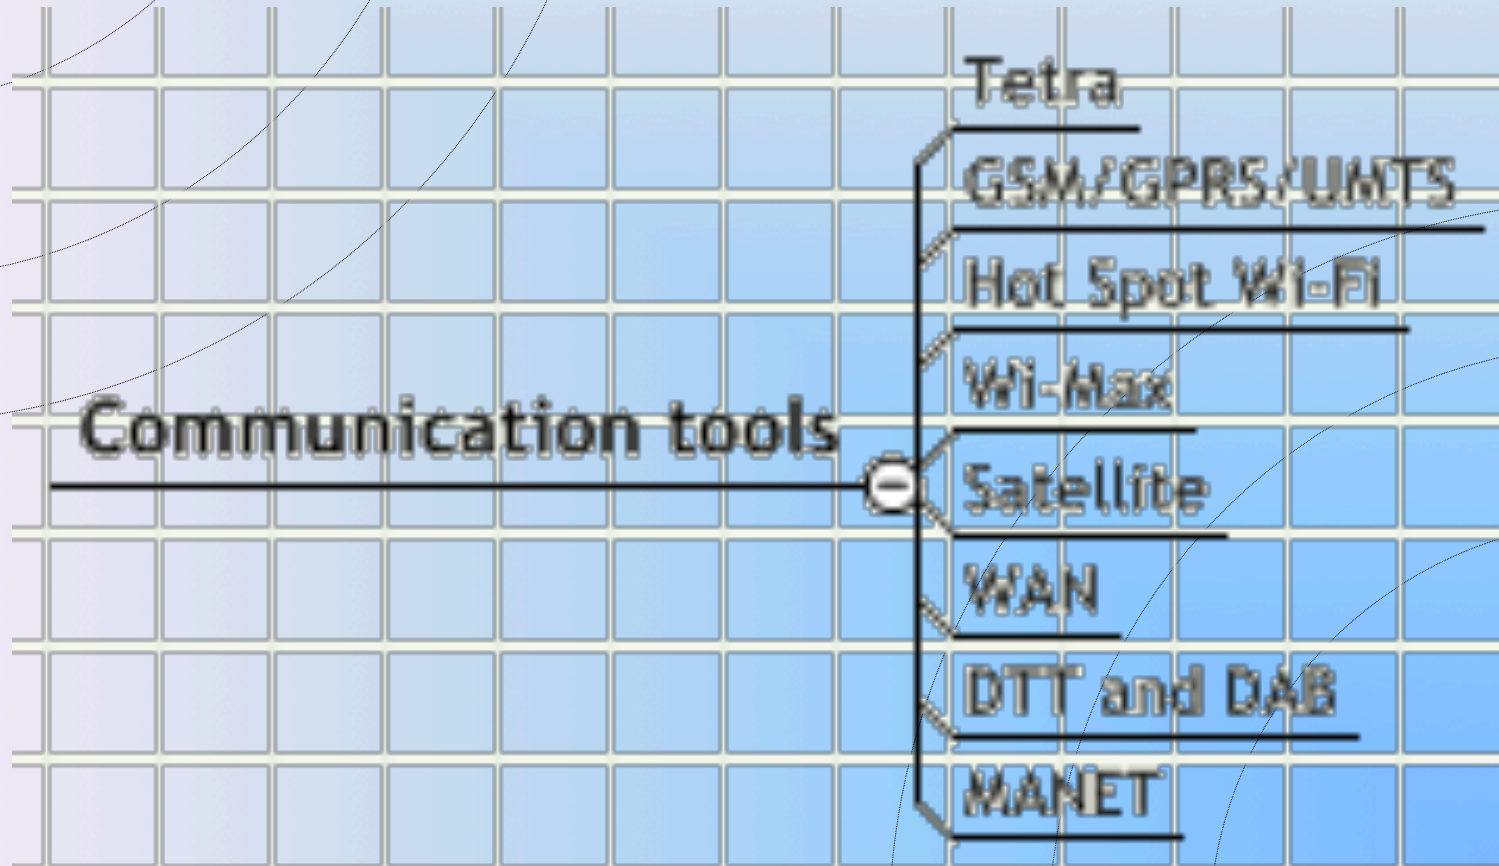 Communication tools
Tetra
GSM/GPRS/UMTS
Hot Spot Wi-Fi
Wi-Max
Satellite
WAN
DTT and DAB
MANET